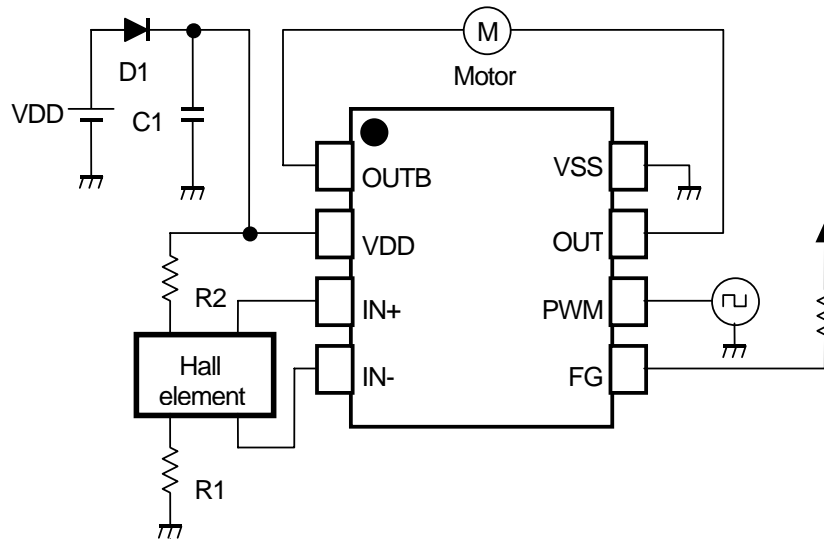 M
Motor
D1
VDD
C1
OUTB
VSS
VDD
OUT
R2
IN+
PWM
Hall
element
IN-
FG
R1